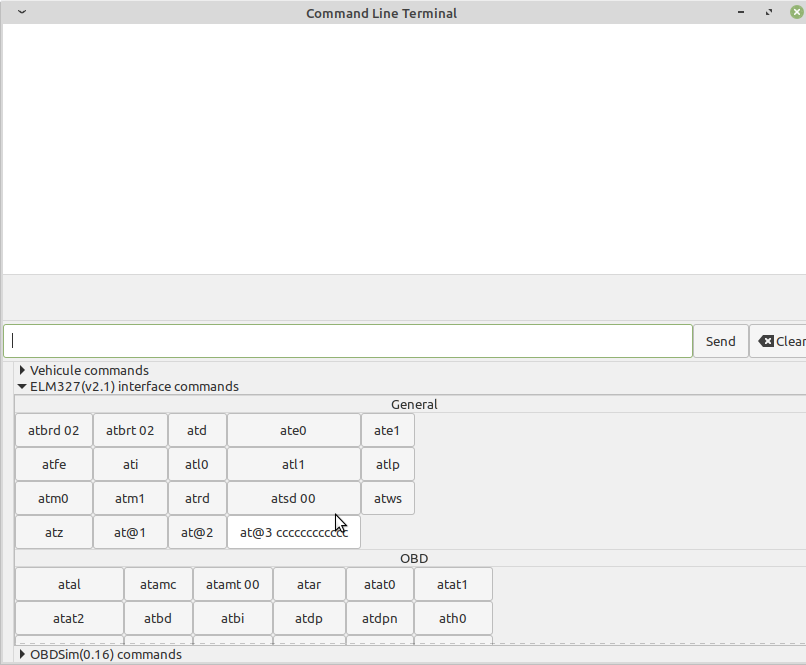 Command Line Terminal
Send Clear
Vehicule commands
ELM327(v2.1) interface commands
General
atbrd 02 atbrt 02 atd ate0 ate1
atfe ati atl0 atl1 atlp
atm0 atm1 atrd atsd 00 atws
atz at@1 at@2 at@3 cccccccccccc
OBD
atal atamc atamt 00 atar atat0 atat1
atat2 atbd atbi atdp atdpn ath0
OBDSim(0.16) commands